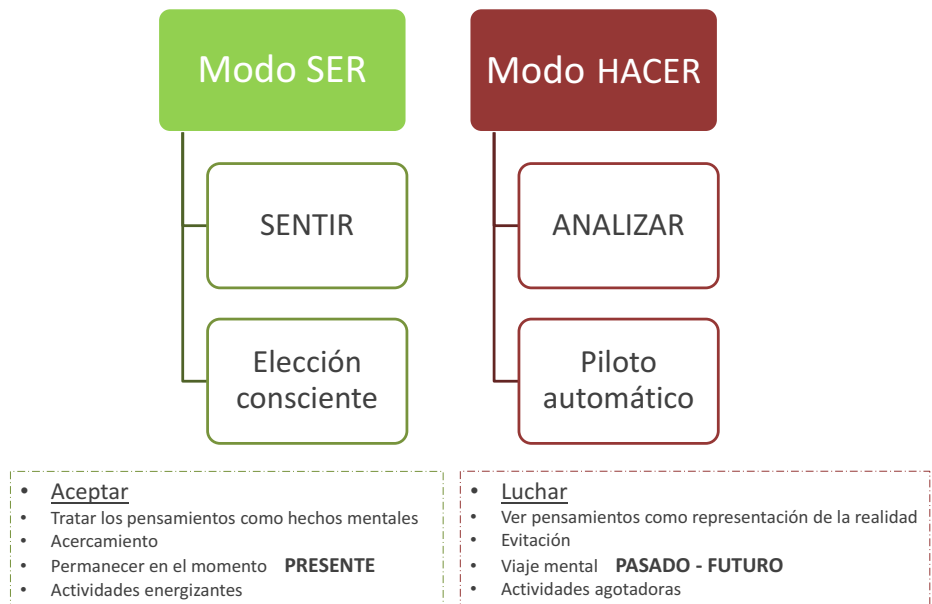 Modo SER
SENTIR
Elección
consciente
Modo HACER
ANALIZAR
Piloto
automático
• Aceptar
• Tratar los pensamientos como hechos mentales
• Acercamiento
• Permanecer en el momento PRESENTE
• Actividades energizantes
• Luchar
• Ver pensamientos como representación de la realidad
• Evitación
• Viaje mental PASADO - FUTURO
• Actividades agotadoras